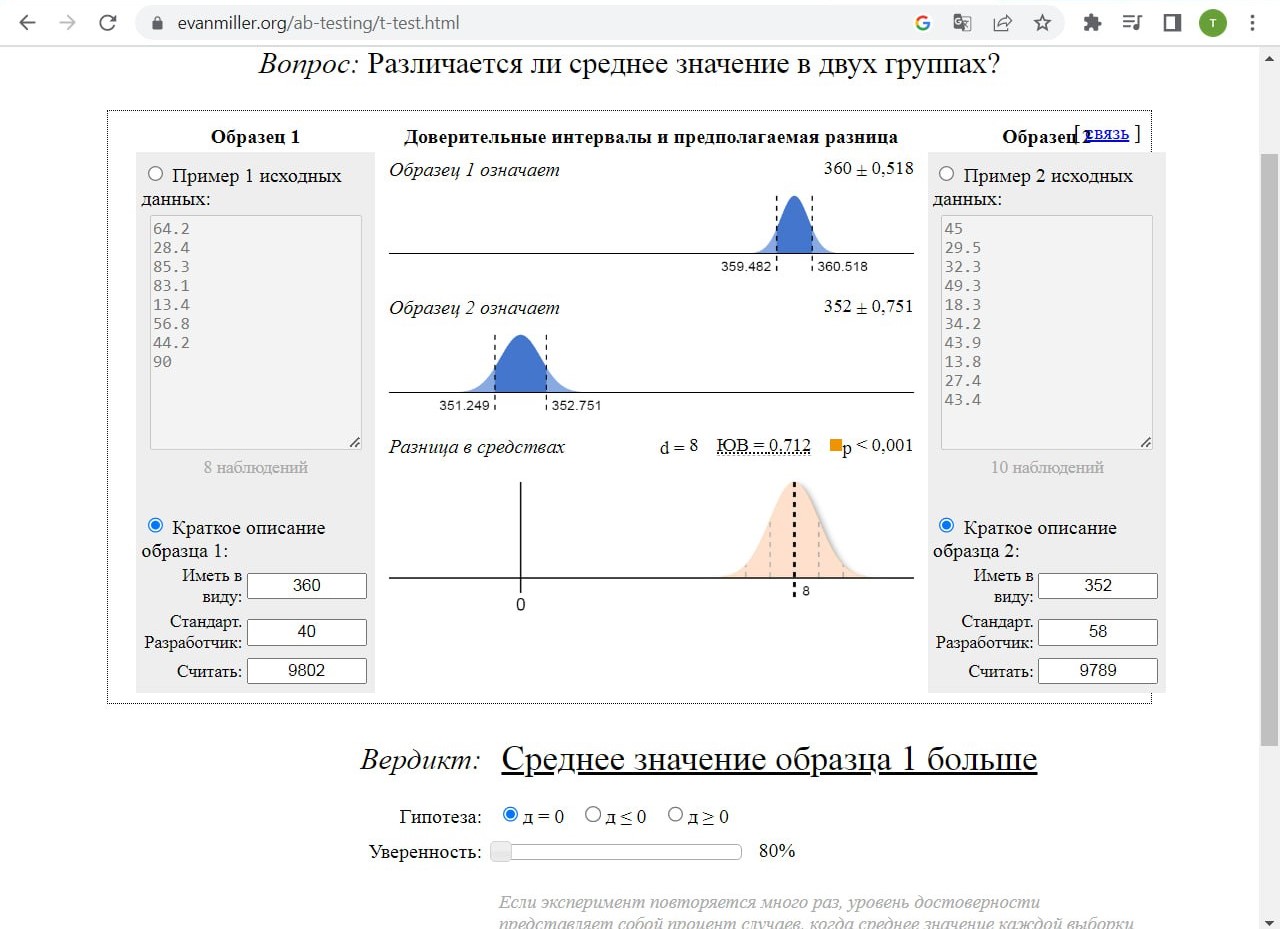 evanmiller.org/ab-testing/t-test.html
T
Вопрос: Различается ли среднее значение в двух группах?
Образец 1
Доверительные интервалы и предполагаемая разница
Образец 2
[ связь ]
Пример 1 исходных
данных:
64.2
28.4
85.3
83.1
13.4
56.8
44.2
90
8 наблюдений
Краткое описание
образца 1:
Иметь в
виду:
360
Стандарт.
Разработчик:
40
Считать:
9802
Образец 1 означает
360 ± 0,518
359.482
360.518
Образец 2 означает
352 ± 0,751
351.249
352.751
Разница в средствах
d = 8
ЮВ = 0,712
p < 0,001
0
8
Пример 2 исходных
данных:
45
29.5
32.3
49.3
18.3
34.2
43.9
13.8
27.4
43.4
10 наблюдений
Краткое описание
образца 2:
Иметь в
виду:
352
Стандарт.
Разработчик:
58
Считать:
9789
Вердикт: Среднее значение образца 1 больше
Гипотеза: д = 0 д ≤ 0 д ≥ 0
Уверенность: 80%
Если эксперимент повторяется много раз, уровень достоверности
представляет собой процент случаев, когда среднее значение каждой выборки